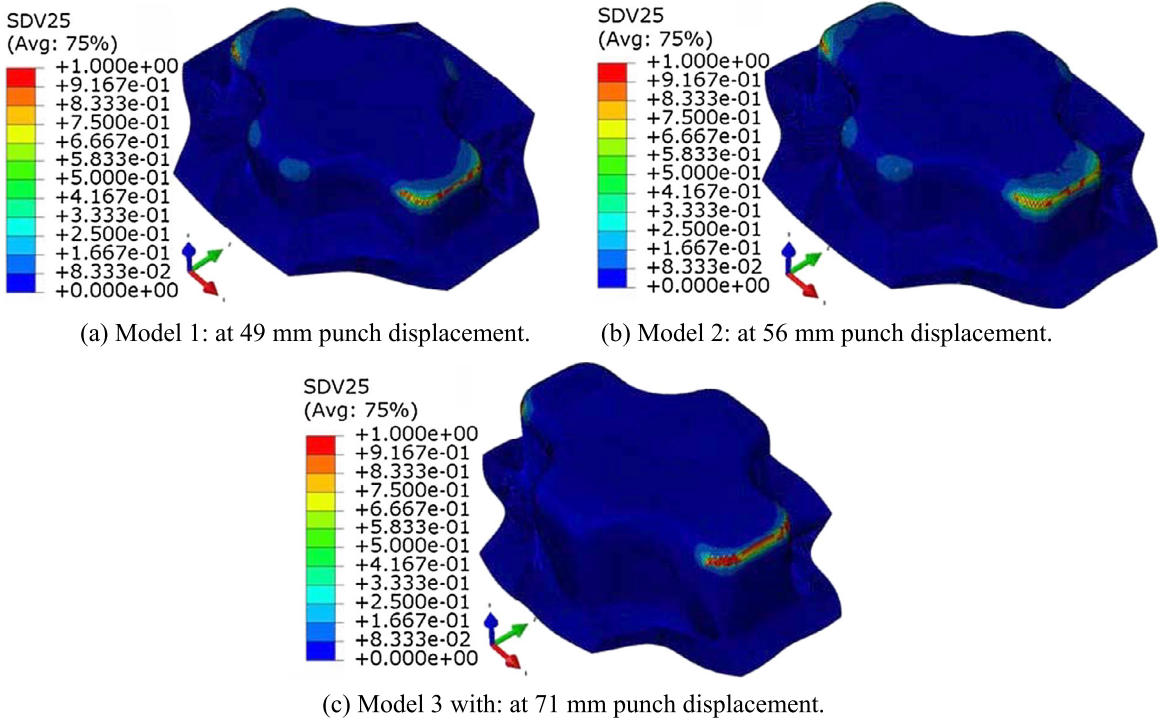 SDV25
(Avg: 75%)
+1.000e+00
+9.167e-01
+8.333e-01
+7.500e-01
+6.667e-01
+5.833e-01
+5.000e-01
+4.167e-01
+3.333e-01
+2.500e-01
+1.667e-01
+8.333e-02
+0.000e+00
(a) Model 1: at 49 mm punch displacement.
SDV25
(Avg: 75%)
+1.000e+00
+9.167e-01
+8.333e-01
+7.500e-01
+6.667e-01
+5.833e-01
+5.000e-01
+4.167e-01
+3.333e-01
+2.500e-01
+1.667e-01
+8.333e-02
+0.000e+00
(b) Model 2: at 56 mm punch displacement.
SDV25
(Avg: 75%)
+1.000e+00
+9.167e-01
+8.333e-01
+7.500e-01
+6.667e-01
+5.833e-01
+5.000e-01
+4.167e-01
+3.333e-01
+2.500e-01
+1.667e-01
+8.333e-02
+0.000e+00
(c) Model 3 with: at 71 mm punch displacement.